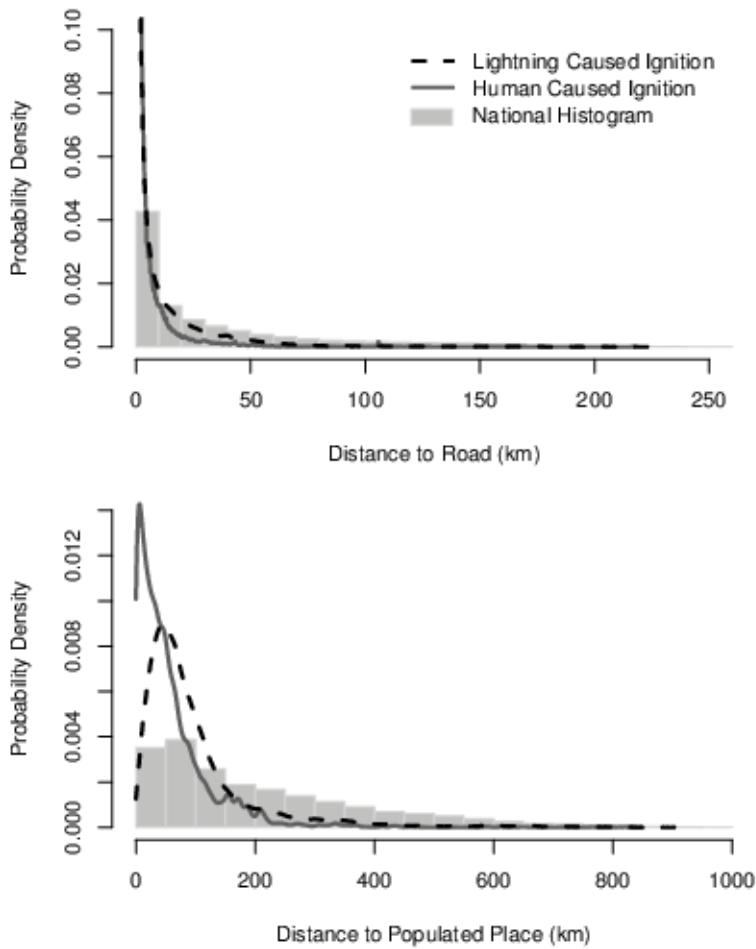 Probability Density
0.00 0.02 0.04 0.06 0.08 0.10
Lightning Caused Ignition
Human Caused Ignition
National Histogram
0 50 100 150 200 250
Distance to Road (km)
Probability Density
0.000 0.004 0.008 0.012
0 200 400 600 800 1000
Distance to Populated Place (km)